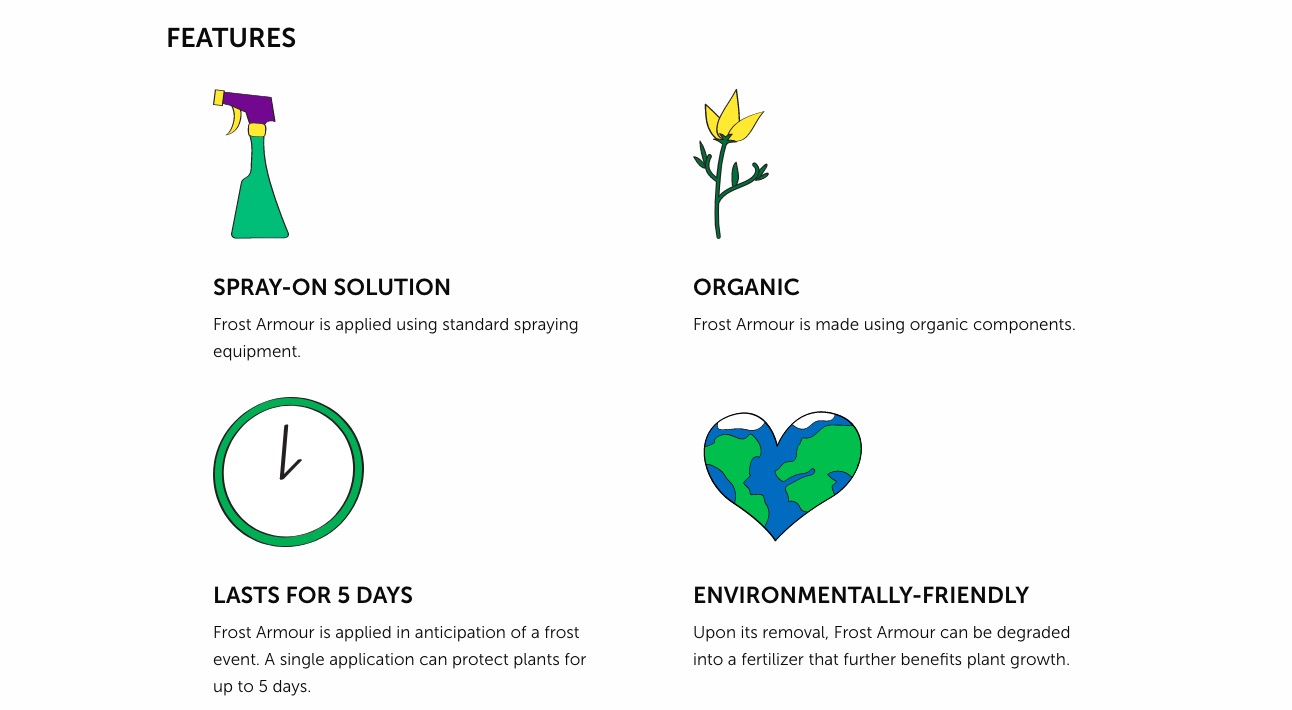 FEATURES
SPRAY-ON SOLUTION
Frost Armour is applied using standard spraying
equipment.
ORGANIC
Frost Armour is made using organic components.
LASTS FOR 5 DAYS
Frost Armour is applied in anticipation of a frost
event. A single application can protect plants for
up to 5 days.
ENVIRONMENTALLY-FRIENDLY
Upon its removal, Frost Armour can be degraded
into a fertilizer that further benefits plant growth.